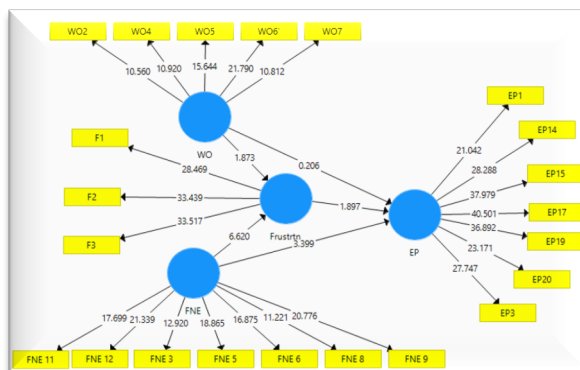 WO2 WO4 WO5 WO6 WO7
10.560 10.920 15.644 21.790 10.812
WO
F1
F2
F3
28.469
33.439
33.517
1.873
0.206
Frustrtn
1.897
6.620
3.399
FNE
EP
EP1
EP14
EP15
EP17
EP19
EP20
EP3
21.042
28.288
37.979
40.501
36.892
23.171
27.747
17.699 21.339 12.920 18.865 16.875 11.221 20.776
FNE 11 FNE 12 FNE 3 FNE 5 FNE 6 FNE 8 FNE 9